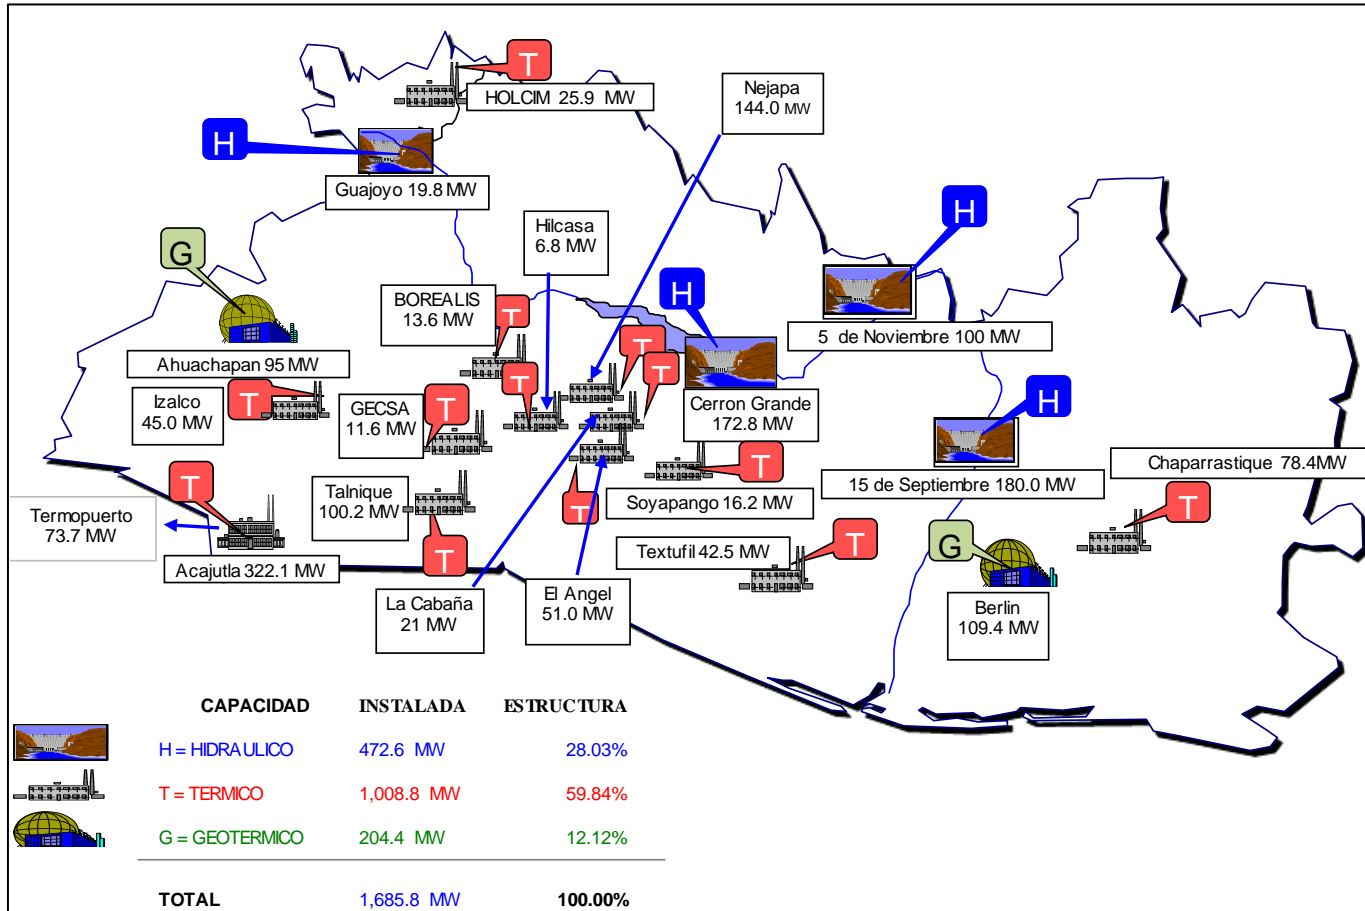 T
HOLCIM 25.9 MW
Nejapa
144.0 MW
H
Guajoyo 19.8 MW
H
Hilcasa
6.8 MW
G
BOREALIS
13.6 MW
T
H
5 de Noviembre 100 MW
Ahuachapan 95 MW
T
T
T
Izalco
45.0 MW
T
GECSA
11.6 MW
T
Cerron Grande
172.8 MW
H
Chaparrastique 78.4MW
15 de Septiembre 180.0 MW
T
Talnique
100.2 MW
T
Soyapango 16.2 MW
T
T
T
Termopuerto
73.7 MW
Textufil 42.5 MW
T
G
Acajutla 322.1 MW
T
La Cabaña
21 MW
El Angel
51.0 MW
Berlin
109.4 MW
CAPACIDAD INSTALADA ESTRUCTURA
H = HIDRAULICO 472.6 MW 28.03%
T = TERMICO 1,008.8 MW 59.84%
G = GEOTERMICO 204.4 MW 12.12%
TOTAL 1,685.8 MW 100.00%